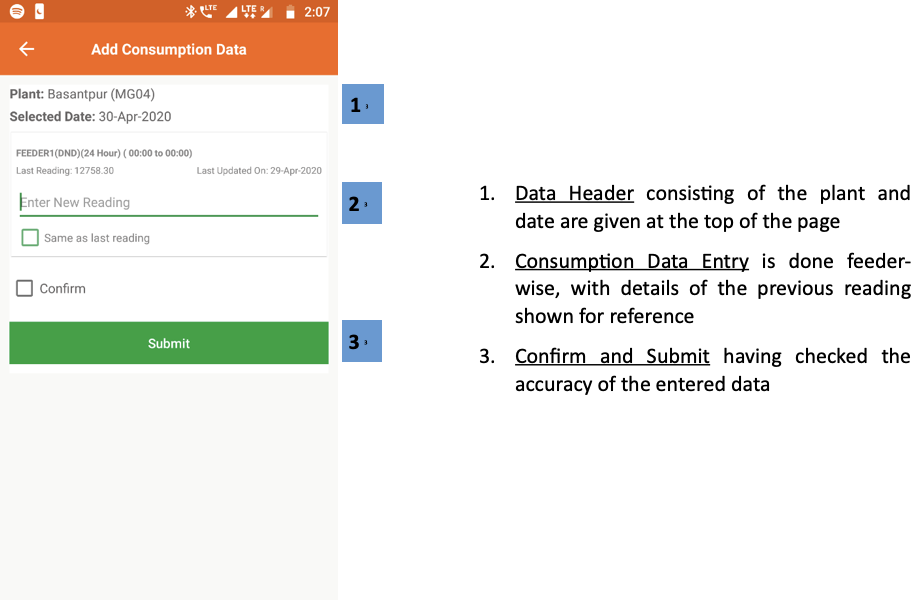 LTE LTE R 2:07
Add Consumption Data
Plant: Basantpur (MG04)
Selected Date: 30-Apr-2020
1 3
FEEDER1(DND)(24 Hour) ( 00:00 to 00:00)
Last Reading: 12758.30 Last Updated On: 29-Apr-2020
Enter New Reading
2 3
Same as last reading
Confirm
Submit
3 3
1. Data Header consisting of the plant and
date are given at the top of the page
2. Consumption Data Entry is done feeder-
wise, with details of the previous reading
shown for reference
3. Confirm and Submit having checked the
accuracy of the entered data